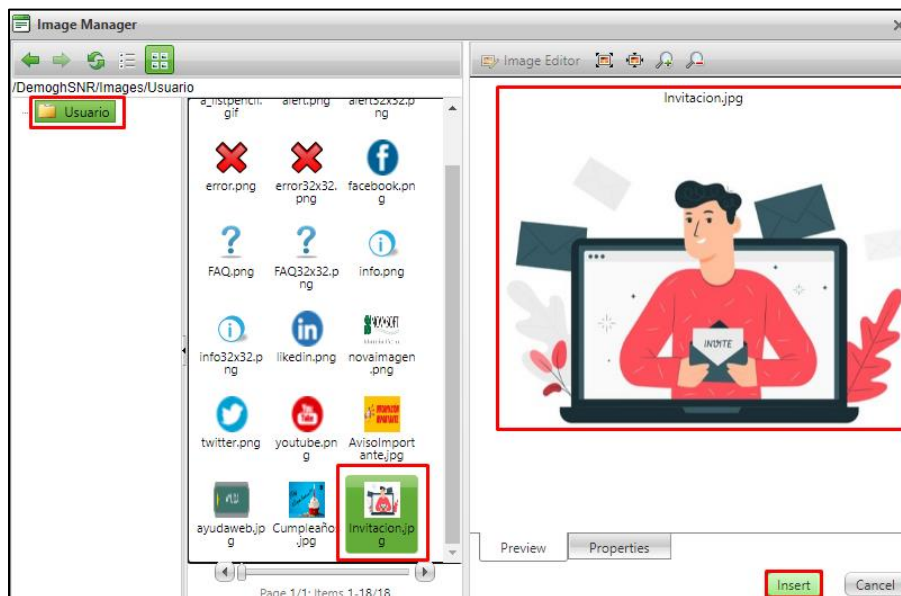 Image Manager
Image Editor
/DemoghSNR/Images/Usuario
Usuario
a_listpencil.
gif
alert.png
alert32x32.p
ng
error.png
error32x32.
png
facebook.pn
g
FAQ.png
FAQ32x32.p
ng
info.png
info32x32.p
ng
likedin.png
novaimagen
.png
twitter.png
youtube.pn
g
AvisoImport
ante.jpg
ayudaweb.jp
g
Cumpleaño
.jpg
Invitacion.jp
g
Page 1/1: Items 1-18/18
Invitacion.jpg
INVITE
Preview
Properties
Insert
Cancel